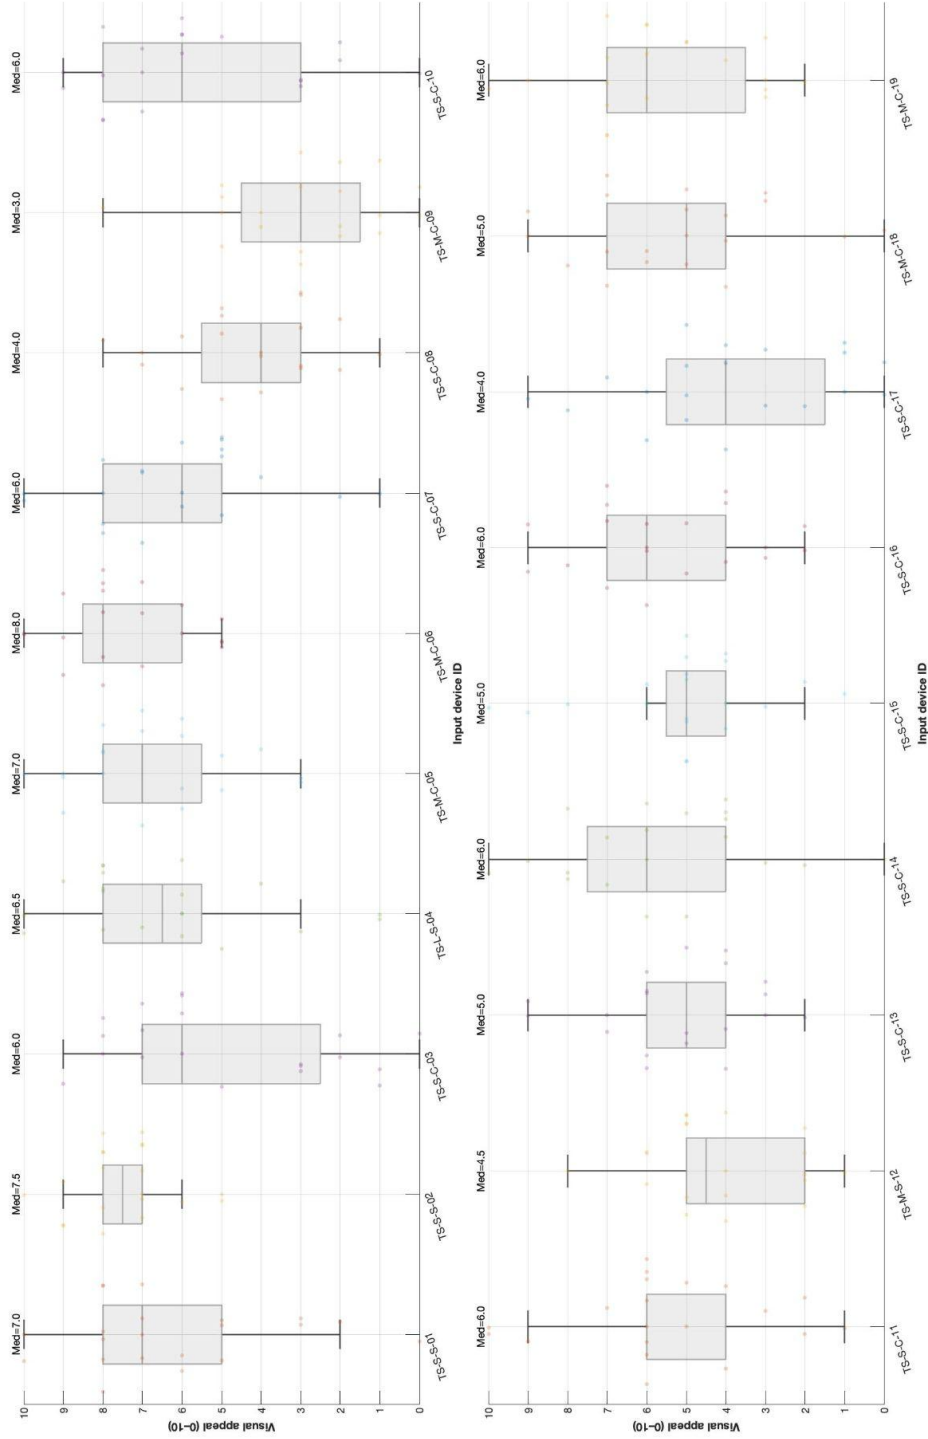 Med=7.0 Med=7.5 Med=6.0 Med=6.5 Med=7.0 Med=8.0 Med=6.0 Med=4.0 Med=3.0 Med=6.0
10
9
8
7
6
5
4
3
2
1
0
Visual appeal (0–10)
TS-S-S-01 TS-S-S-02 TS-S-C-03 TS-L-S-04 TS-M-C-05 TS-M-C-06 TS-S-C-07 TS-S-C-08 TS-M-C-09 TS-S-C-10
Input device ID
Med=6.0 Med=4.5 Med=5.0 Med=6.0 Med=5.0 Med=6.0 Med=4.0 Med=5.0 Med=6.0
10
9
8
7
6
5
4
3
2
1
0
Visual appeal (0–10)
TS-S-C-11 TS-M-S-12 TS-S-C-13 TS-S-C-14 TS-S-C-15 TS-S-C-16 TS-S-C-17 TS-M-C-18 TS-M-C-19
Input device ID